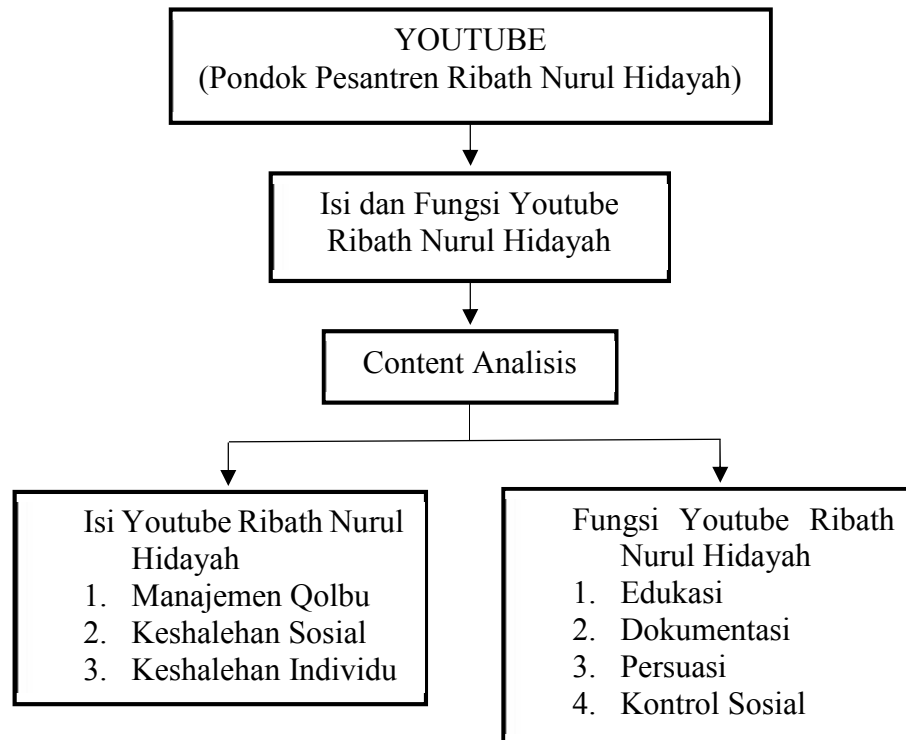 YOUTUBE
(Pondok Pesantren Ribath Nurul Hidayah)
Isi dan Fungsi Youtube
Ribath Nurul Hidayah
Content Analisis
Isi Youtube Ribath Nurul
Hidayah
1. Manajemen Qolbu
2. Keshalehan Sosial
3. Keshalehan Individu
Fungsi Youtube Ribath
Nurul Hidayah
1. Edukasi
2. Dokumentasi
3. Persuasi
4. Kontrol Sosial